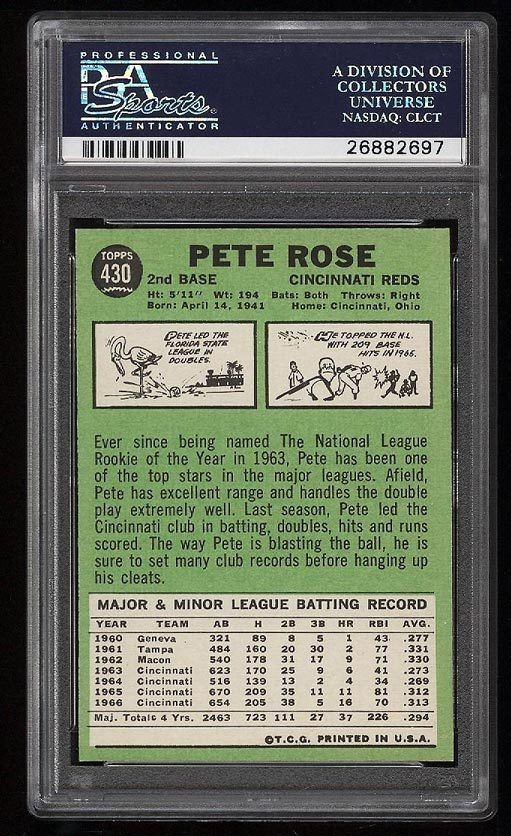 PROFESSIONAL
PSA
Sports
AUTHENTICATOR
A DIVISION OF
COLLECTORS
UNIVERSE
NASDAQ: CLCT
26882697
TOPPS
430
PETE ROSE
2nd BASE CINCINNATI REDS
Ht: 5'11" Wt: 194 Bats: Both Throws: Right
Born: April 14, 1941 Home: Cincinnati, Ohio
PETE LED THE
FLORIDA STATE
LEAGUE IN
DOUBLES.
HE TOPPED THE N.L.
WITH 209 BASE
HITS IN 1965.
Ever since being named The National League
Rookie of the Year in 1963, Pete has been one
of the top stars in the major leagues. Afield,
Pete has excellent range and handles the double
play extremely well. Last season, Pete led the
Cincinnati club in batting, doubles, hits and runs
scored. The way Pete is blasting the ball, he is
sure to set many club records before hanging up
his cleats.
MAJOR & MINOR LEAGUE BATTING RECORD
YEAR TEAM AB H 2B 3B HR RBI AVG.
1960 Geneva 321 89 8 5 1 43 .277
1961 Tampa 484 160 20 30 2 77 .331
1962 Macon 540 178 31 17 9 71 .330
1963 Cincinnati 623 170 25 9 6 41 .273
1964 Cincinnati 516 139 13 2 4 34 .269
1965 Cincinnati 670 209 35 11 11 81 .312
1966 Cincinnati 654 205 38 5 16 70 .313
Maj. Totals 4 Yrs. 2463 723 111 27 37 226 .294
©T.C.G. PRINTED IN U.S.A.